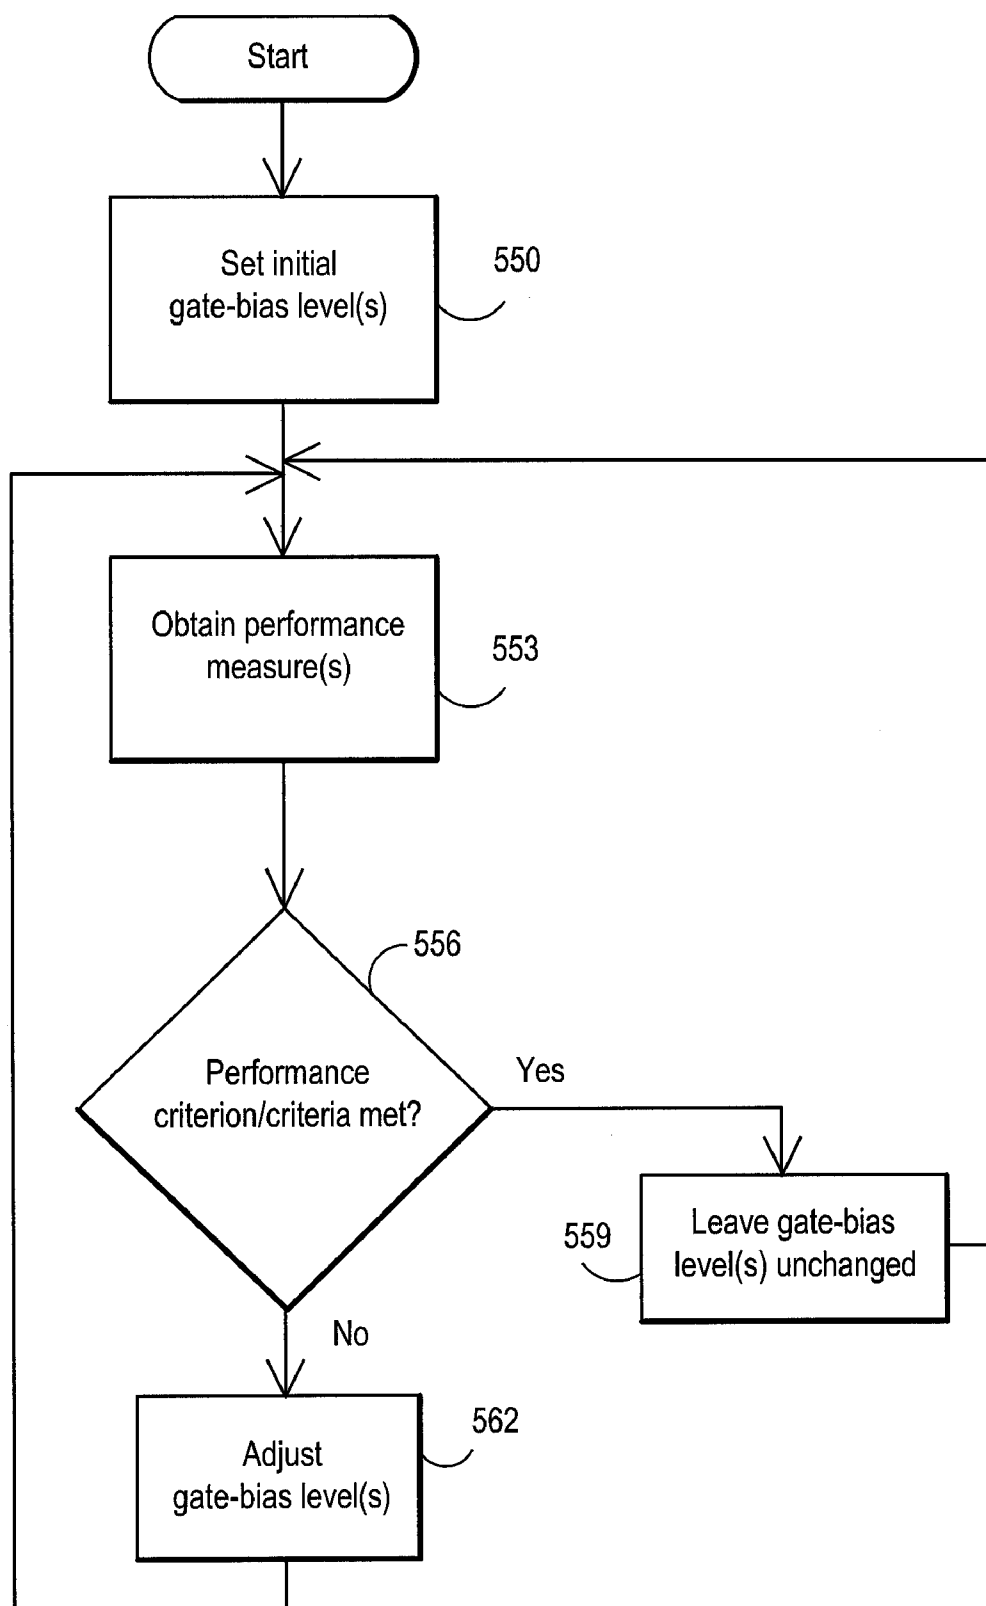 Start
Set initial
gate-bias level(s)
550
Obtain performance
measure(s)
553
556
Performance
criterion/criteria met?
Yes
Leave gate-bias
level(s) unchanged
559
No
Adjust
gate-bias level(s)
562